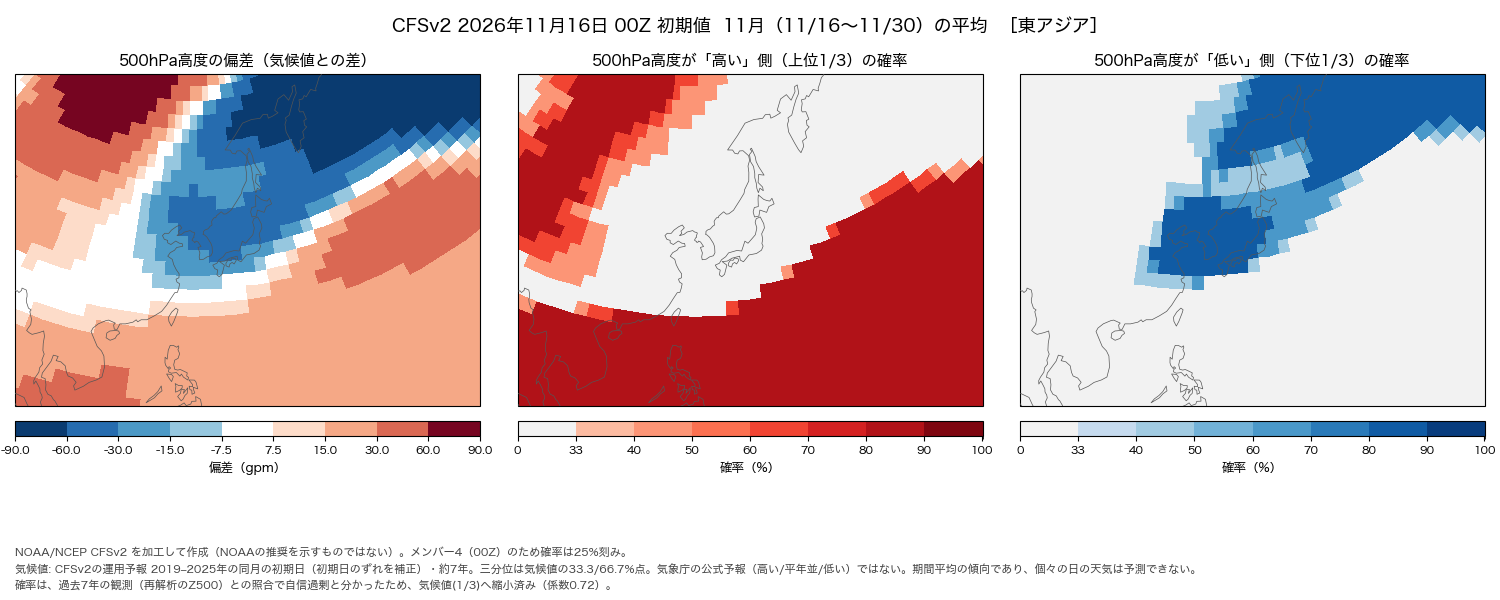 CFSv2 2026年11月16日 00Z 初期値 11月（11/16～11/30）の平均 ［東アジア］
500hPa高度の偏差（気候値との差）
500hPa高度が「高い」側（上位1/3）の確率
500hPa高度が「低い」側（下位1/3）の確率
-90.0 -60.0 -30.0 -15.0 -7.5 7.5 15.0 30.0 60.0 90.0
偏差（gpm）
0 33 40 50 60 70 80 90 100
確率（%）
0 33 40 50 60 70 80 90 100
確率（%）
NOAA/NCEP CFSv2 を加工して作成（NOAAの推奨を示すものではない）。メンバー4（00Z）のため確率は25%刻み。
気候値: CFSv2の運用予報 2019–2025年の同月の初期日（初期日のずれを補正）・約7年。三分位は気候値の33.3/66.7%点。気象庁の公式予報（高い/平年並/低い）ではない。期間平均の傾向であり、個々の日の天気は予測できない。
確率は、過去7年の観測（再解析のZ500）との照合で自信過剰と分かったため、気候値(1/3)へ縮小済み（係数0.72）。